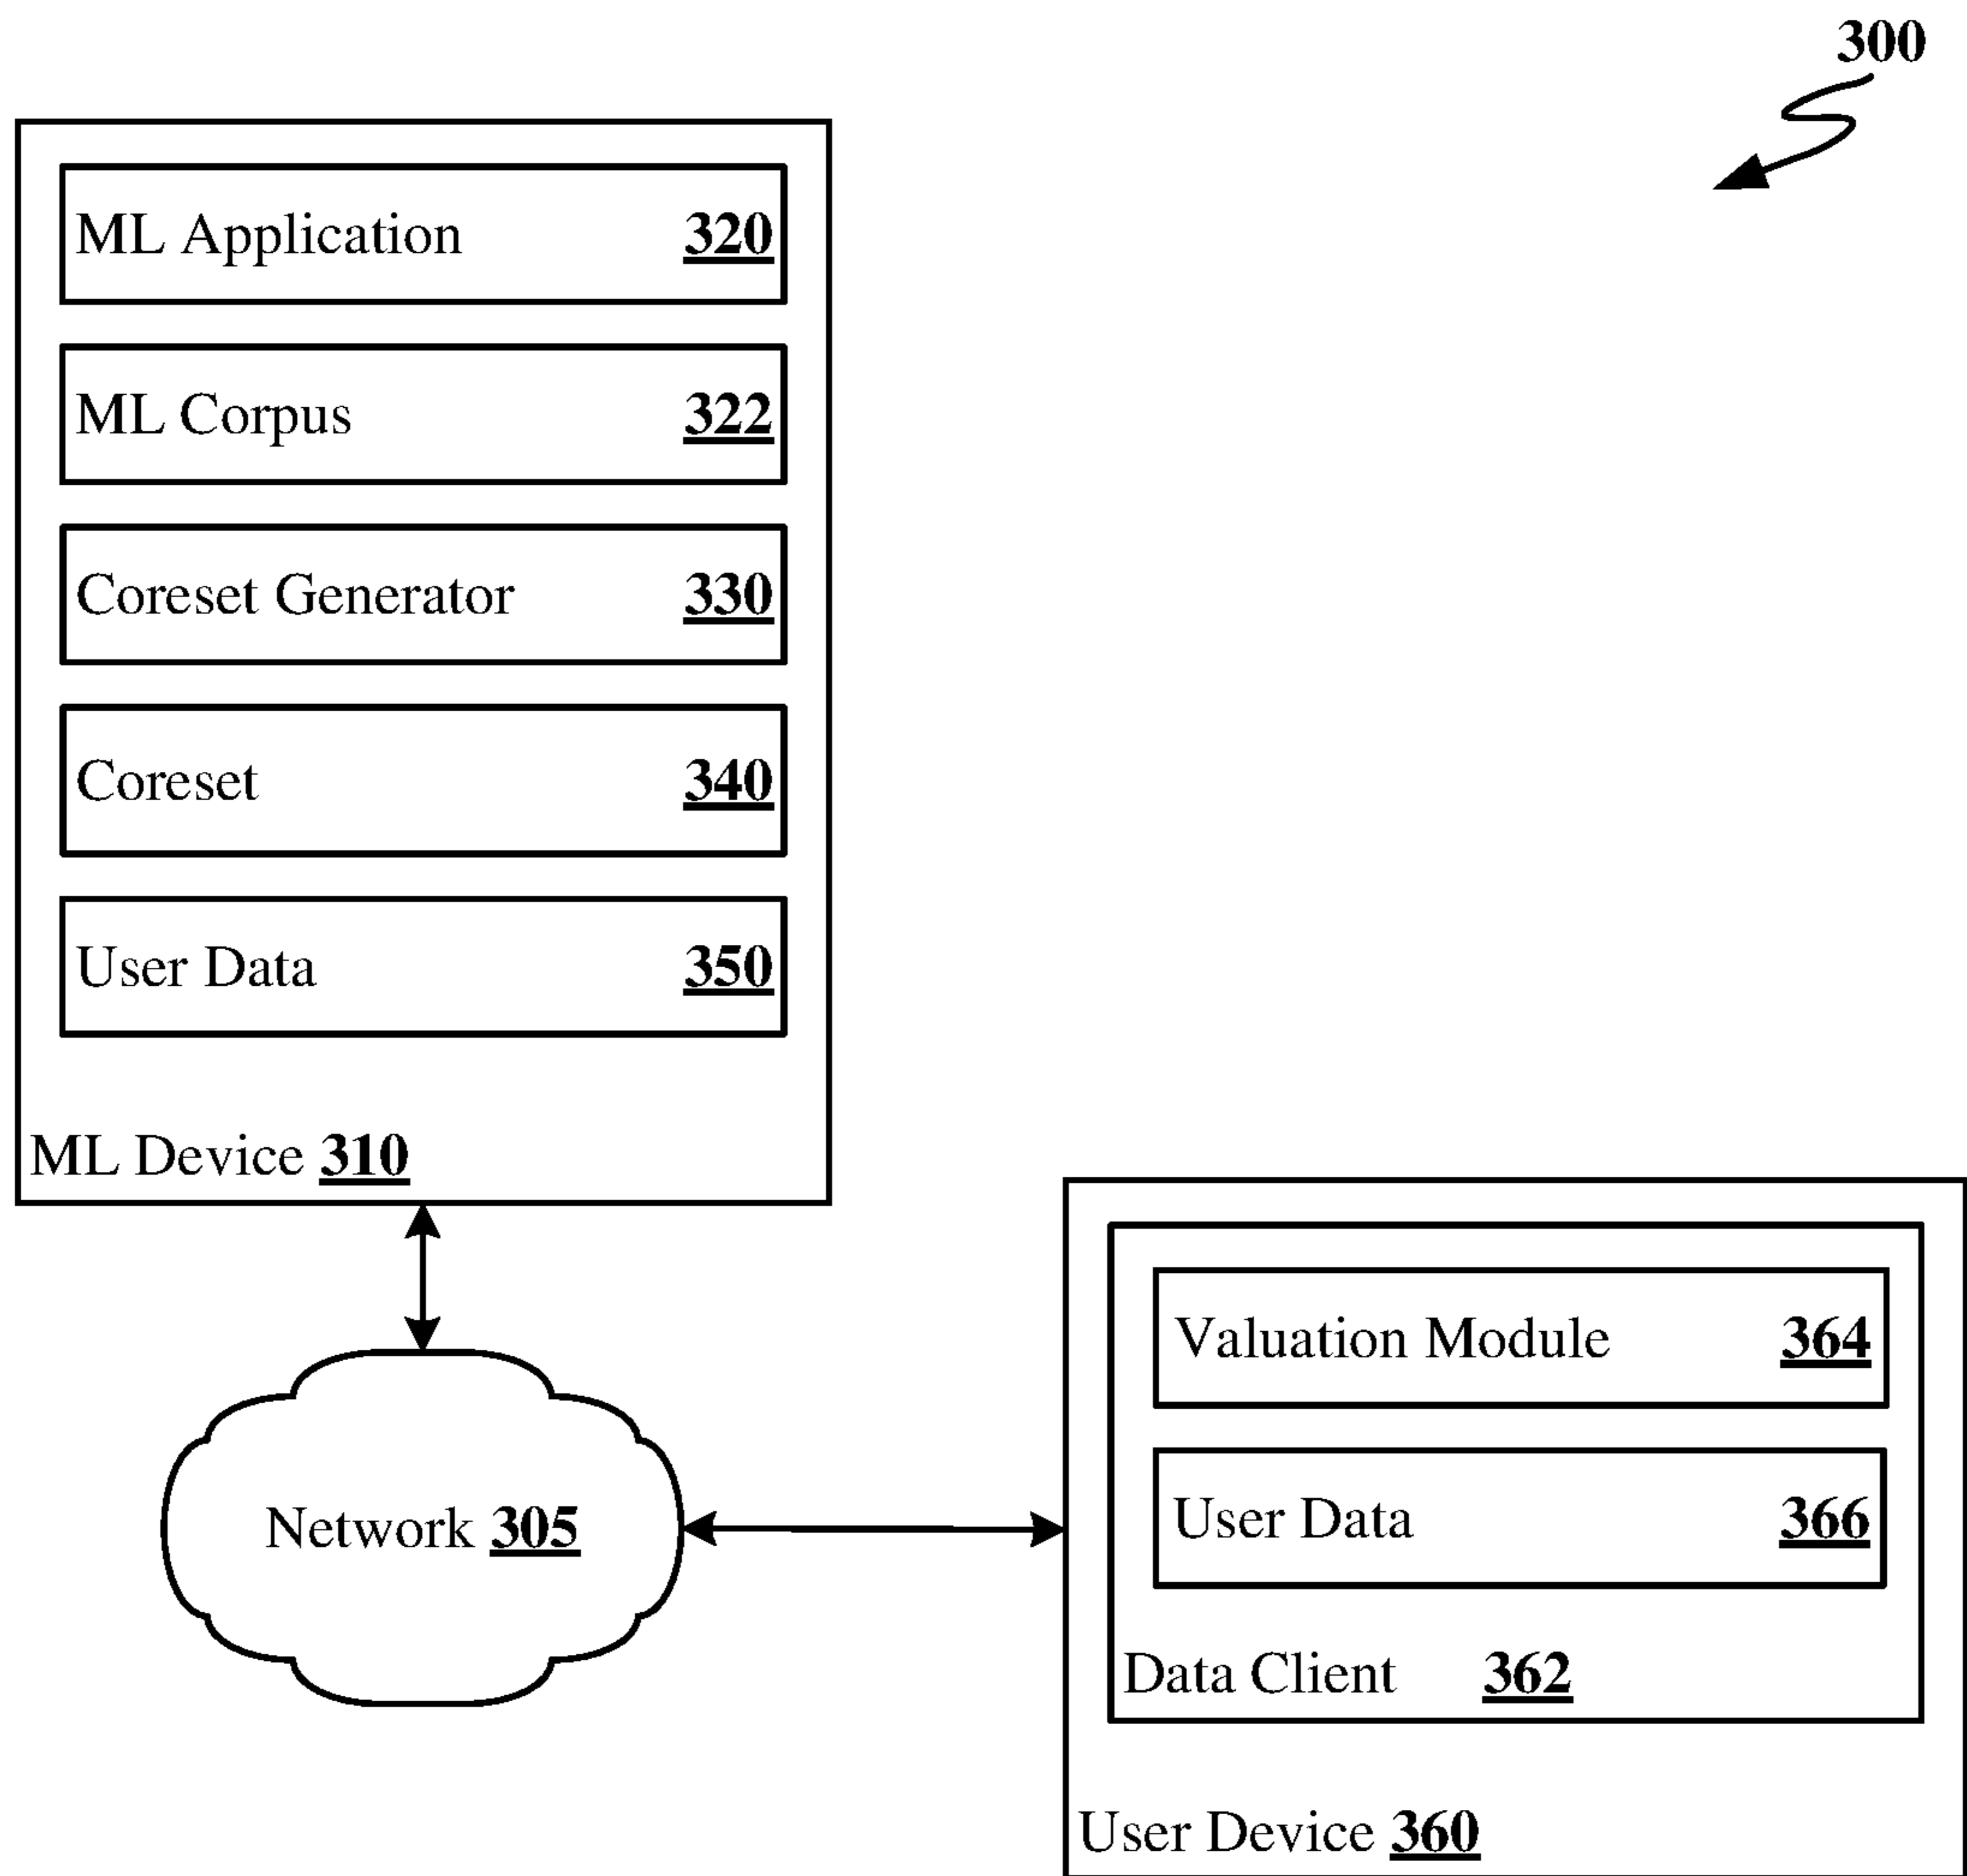 300
ML Application 320
ML Corpus 322
Coreset Generator 330
Coreset 340
User Data 350
ML Device 310
Valuation Module 364
User Data 366
Network 305
Data Client 362
User Device 360